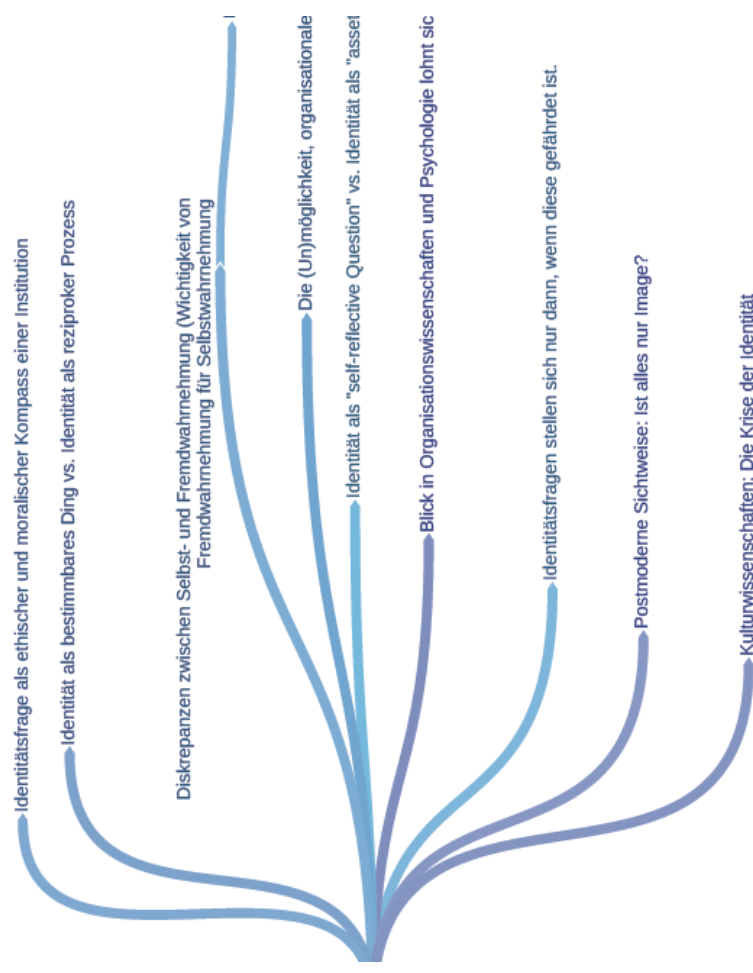 Identitätsfrage als ethischer und moralischer Kompass einer Institution
Identität als bestimmbares Ding vs. Identität als reziproker Prozess
Diskrepanzen zwischen Selbst- und Fremdwahrnehmung (Wichtigkeit von
Fremdwahrnehmung für Selbstwahrnehmung
Die (Un)möglichkeit, organisationale
Identität als "self-reflective Question" vs. Identität als "asset
Blick in Organisationswissenschaften und Psychologie lohnt sic
Identitätsfragen stellen sich nur dann, wenn diese gefährdet ist.
Postmoderne Sichtweise: Ist alles nur Image?
Kulturwissenschaften: Die Krise der Identität